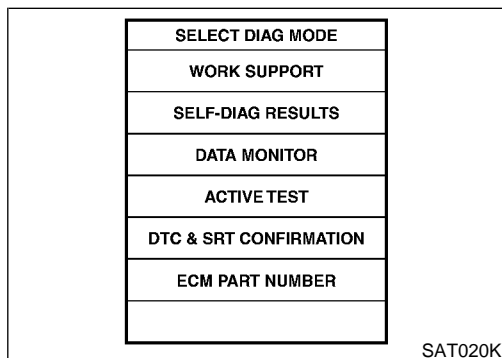 SELECT DIAG MODE
WORK SUPPORT
SELF-DIAG RESULTS
DATA MONITOR
ACTIVE TEST
DTC & SRT CONFIRMATION
ECM PART NUMBER
SAT020K